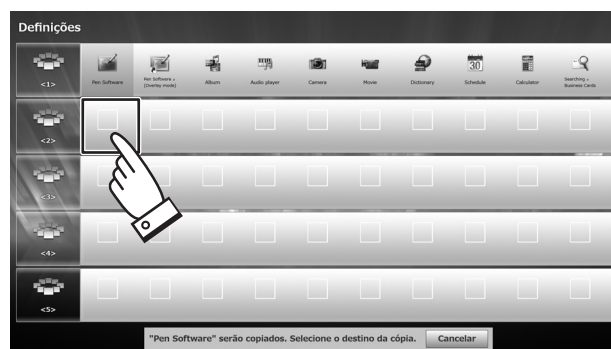 Definições
<1>
Pen Software
Pen Software
(Overlay mode)
Album
Audio player
Camera
Movie
Dictionary
30
Schedule
Calculator
Searching
Business Cards
<2>
<3>
<4>
<5>
"Pen Software" serão copiados. Selecione o destino da cópia.
Cancelar